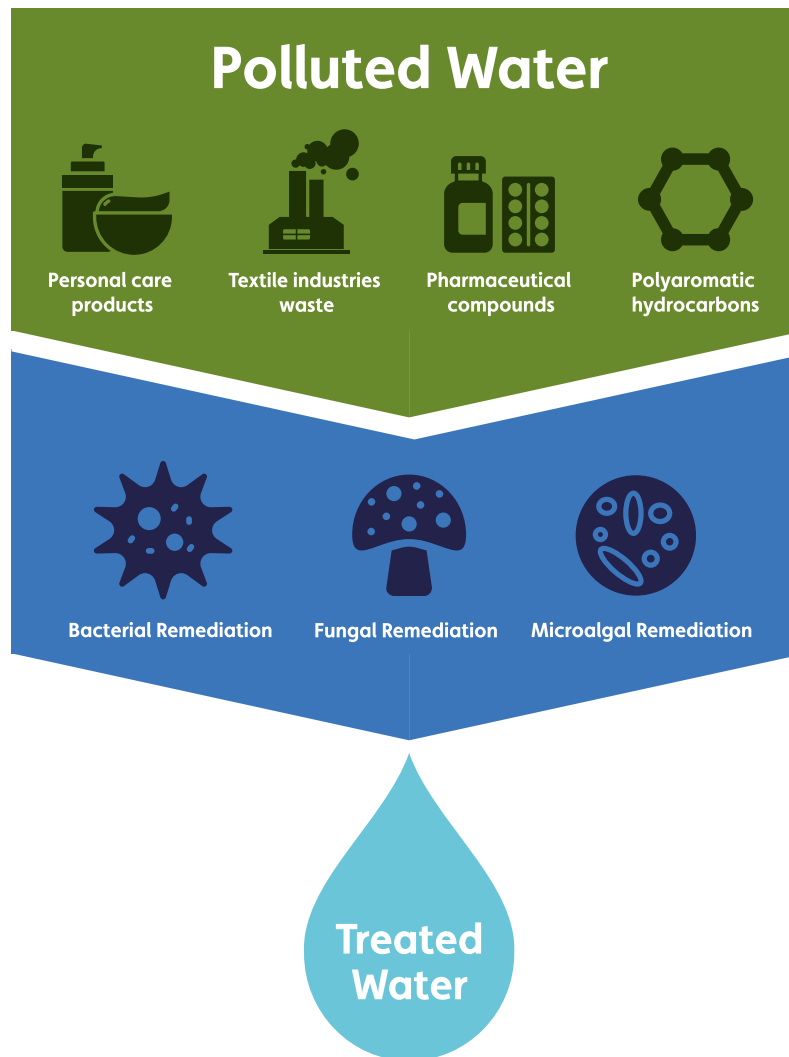 Polluted Water
Personal care
products
Textile industries
waste
Pharmaceutical
compounds
Polyaromatic
hydrocarbons
Bacterial Remediation
Fungal Remediation
Microalgal Remediation
Treated
Water